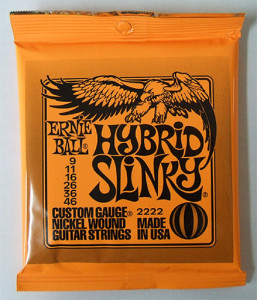 ERNIE
BALL
HYBRID
SLINKY®
9
11
16
26
36
46
CUSTOM GAUGE
NICKEL WOUND
GUITAR STRINGS
2222
MADE
IN USA